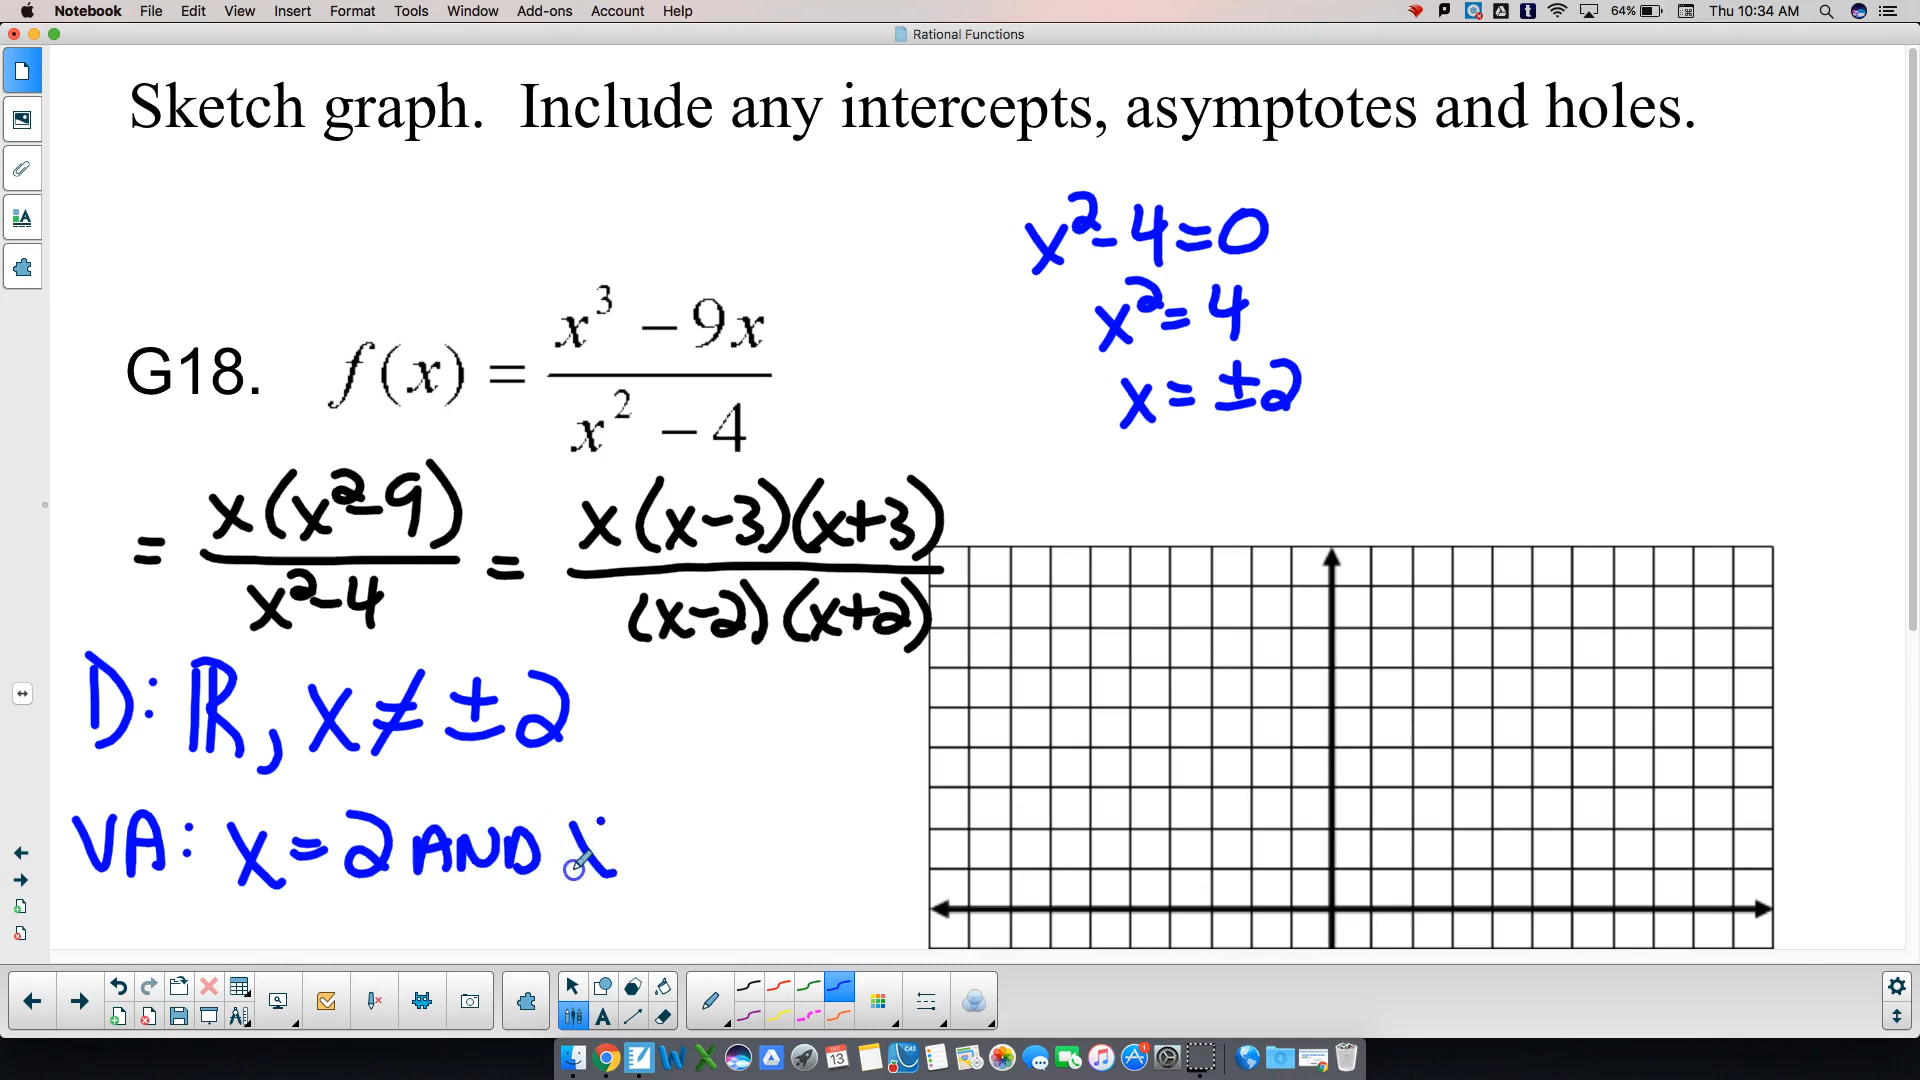 Notebook File Edit View Insert Format Tools Window Add-ons Account Help 64% Thu 10:34 AM
Rational Functions
Sketch graph. Include any intercepts, asymptotes and holes.
x²-4=0
x²=4
x=±2
G18. f(x) = (x³ − 9x)/(x² − 4)
= x(x²-9)/(x²-4) = x(x-3)(x+3)/((x-2)(x+2))
D: ℝ, x≠±2
VA: x=2 AND x